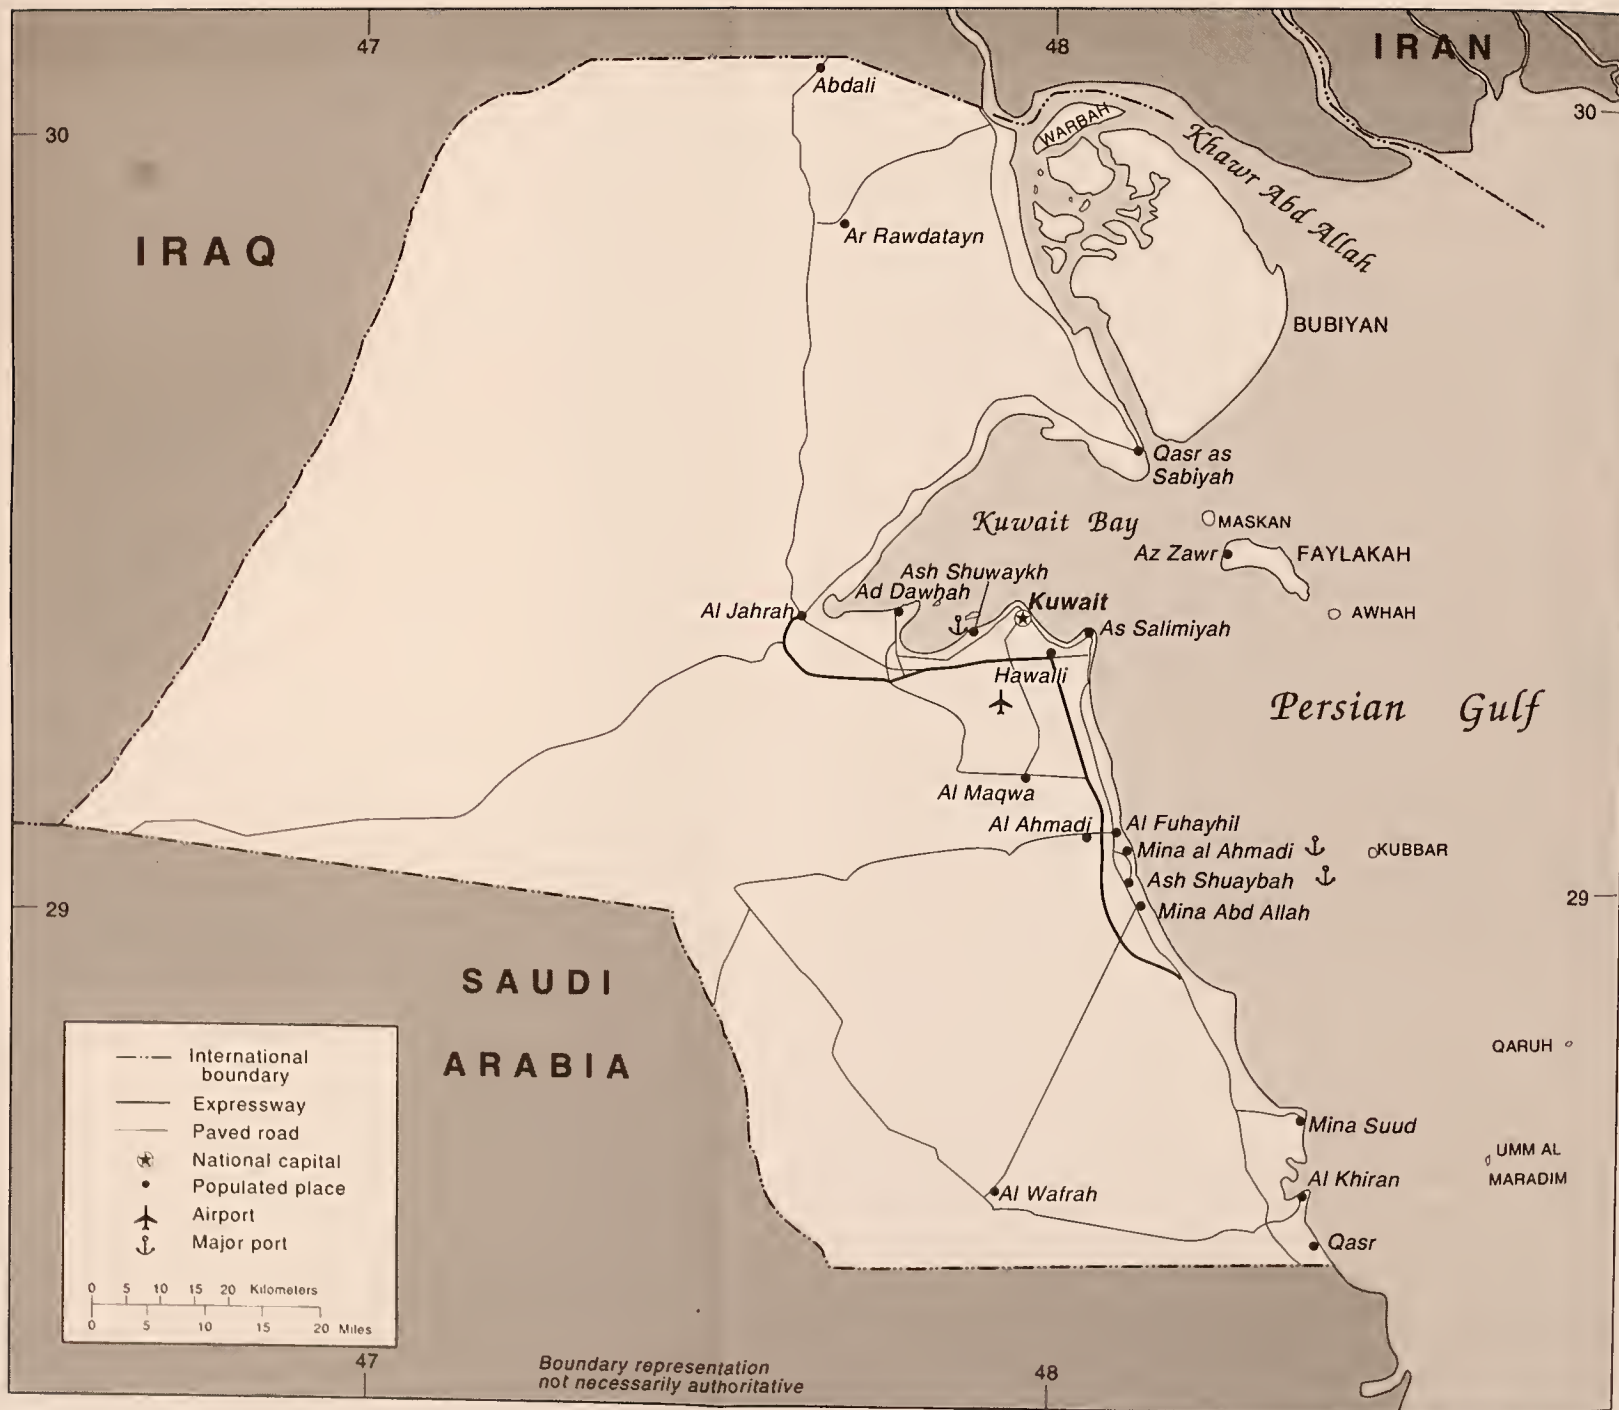 47
48
IRAN
Abdali
30
30
WARBAH
Khawr Abd Allah
IRAQ
Ar Rawdatayn
BUBIYAN
Qasr as
Sabiyah
Kuwait Bay
MASKAN
Az Zawr
FAYLAKAH
Ash Shuwaykh
Ad Dawhah
Al Jahrah
Kuwait
AWHAH
As Salimiyah
Hawalli
Persian Gulf
Al Maqwa
Al Ahmadi
Al Fuhayhil
Mina al Ahmadi
KUBBAR
Ash Shuaybah
29
29
Mina Abd Allah
SAUDI
ARABIA
QARUH
Mina Suud
UMM AL
MARADIM
Al Khiran
Al Wafrah
Qasr
International
boundary
Expressway
Paved road
National capital
Populated place
Airport
Major port
0 5 10 15 20 Kilometers
0 5 10 15 20 Miles
47
48
Boundary representation
not necessarily authoritative